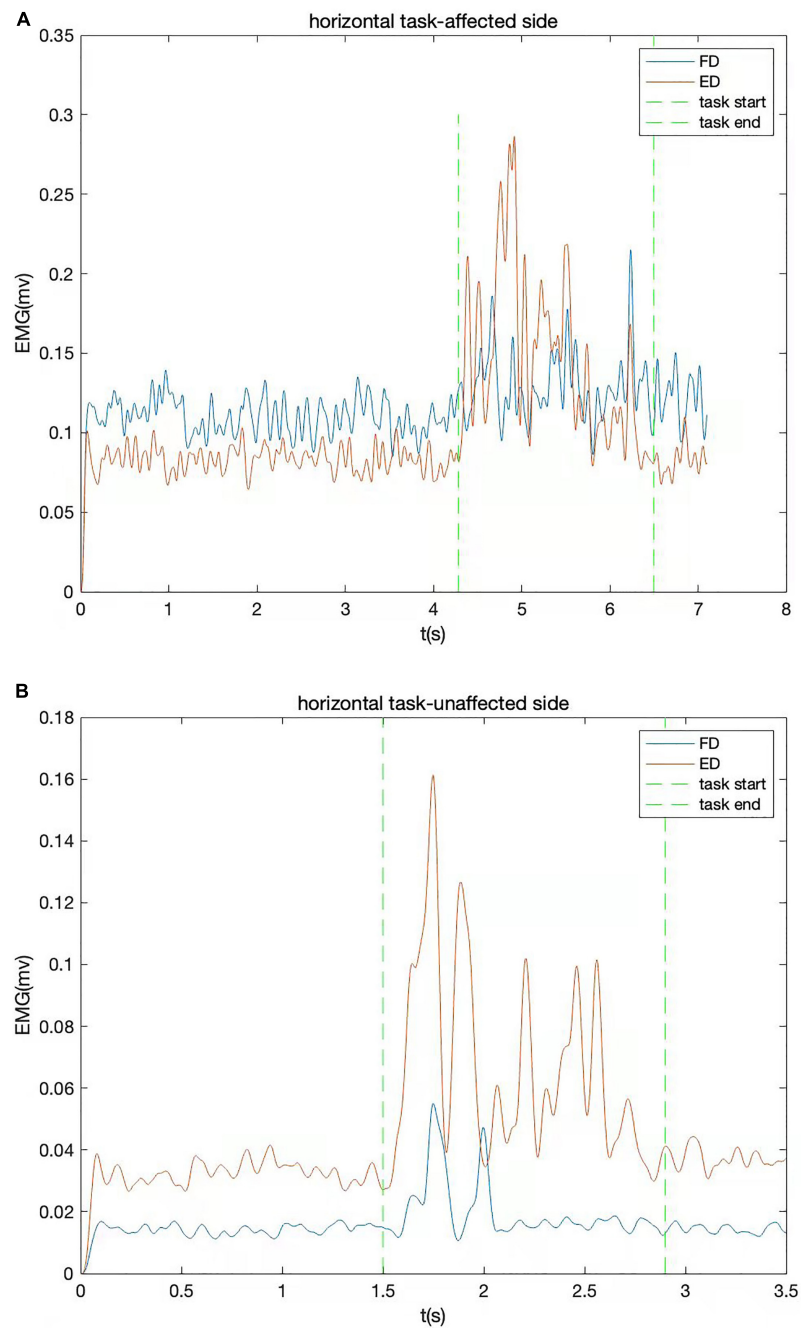 A
horizontal task-affected side
0.35
0.3
0.25
0.2
0.15
0.1
0.05
0
EMG(mv)
FD
ED
task start
task end
0 1 2 3 4 5 6 7 8
t(s)
B
horizontal task-unaffected side
0.18
0.16
0.14
0.12
0.1
0.08
0.06
0.04
0.02
0
EMG(mv)
FD
ED
task start
task end
0 0.5 1 1.5 2 2.5 3 3.5
t(s)